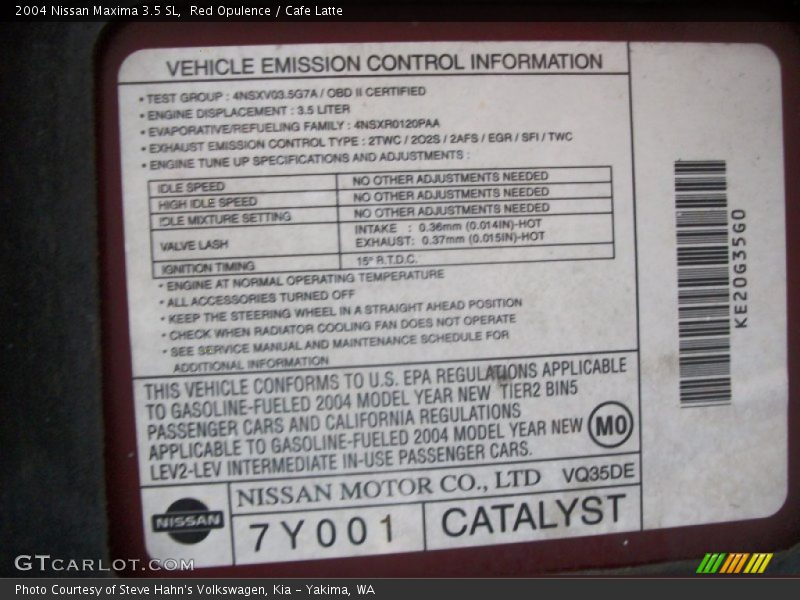 2004 Nissan Maxima 3.5 SL,  Red Opulence / Cafe Latte
VEHICLE EMISSION CONTROL INFORMATION
• TEST GROUP : 4NSXV03.5G7A / OBD II CERTIFIED
• ENGINE DISPLACEMENT : 3.5 LITER
• EVAPORATIVE/REFUELING FAMILY : 4NSXR0120PAA
• EXHAUST EMISSION CONTROL TYPE : 2TWC / 2O2S / 2AFS / EGR / SFI / TWC
• ENGINE TUNE UP SPECIFICATIONS AND ADJUSTMENTS :
IDLE SPEED NO OTHER ADJUSTMENTS NEEDED
HIGH IDLE SPEED NO OTHER ADJUSTMENTS NEEDED
IDLE MIXTURE SETTING NO OTHER ADJUSTMENTS NEEDED
VALVE LASH INTAKE : 0.36mm (0.014IN)-HOT
EXHAUST: 0.37mm (0.015IN)-HOT
IGNITION TIMING 15° B.T.D.C.
• ENGINE AT NORMAL OPERATING TEMPERATURE
• ALL ACCESSORIES TURNED OFF
• KEEP THE STEERING WHEEL IN A STRAIGHT AHEAD POSITION
• CHECK WHEN RADIATOR COOLING FAN DOES NOT OPERATE
• SEE SERVICE MANUAL AND MAINTENANCE SCHEDULE FOR
ADDITIONAL INFORMATION
THIS VEHICLE CONFORMS TO U.S. EPA REGULATIONS APPLICABLE
TO GASOLINE-FUELED 2004 MODEL YEAR NEW TIER2 BIN5
PASSENGER CARS AND CALIFORNIA REGULATIONS
APPLICABLE TO GASOLINE-FUELED 2004 MODEL YEAR NEW
LEV2-LEV INTERMEDIATE IN-USE PASSENGER CARS.
M0
NISSAN
NISSAN MOTOR CO., LTD VQ35DE
7Y001 CATALYST
KE20G35G0
GTCARLOT.COM
Photo Courtesy of Steve Hahn's Volkswagen, Kia – Yakima, WA